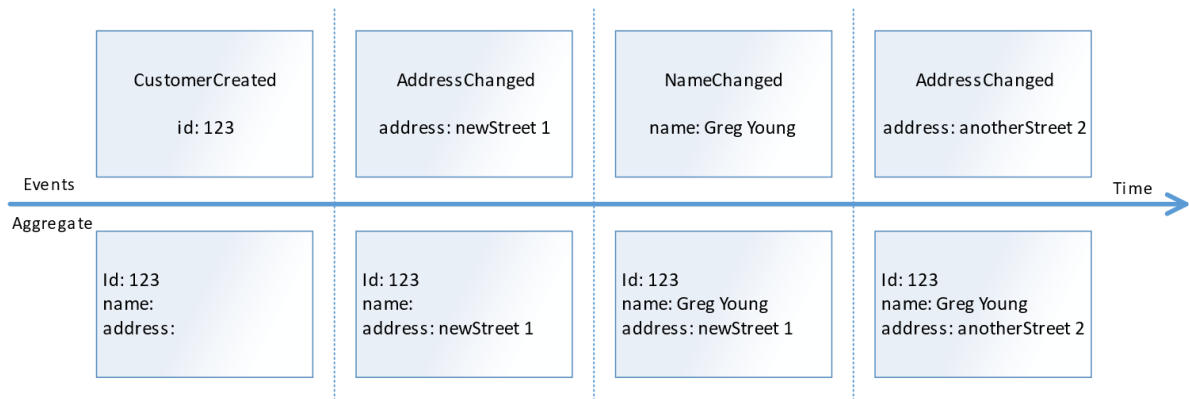 CustomerCreated
id: 123
AddressChanged
address: newStreet 1
NameChanged
name: Greg Young
AddressChanged
address: anotherStreet 2
Events
Time
Aggregate
Id: 123
name:
address:
Id: 123
name:
address: newStreet 1
Id: 123
name: Greg Young
address: newStreet 1
Id: 123
name: Greg Young
address: anotherStreet 2